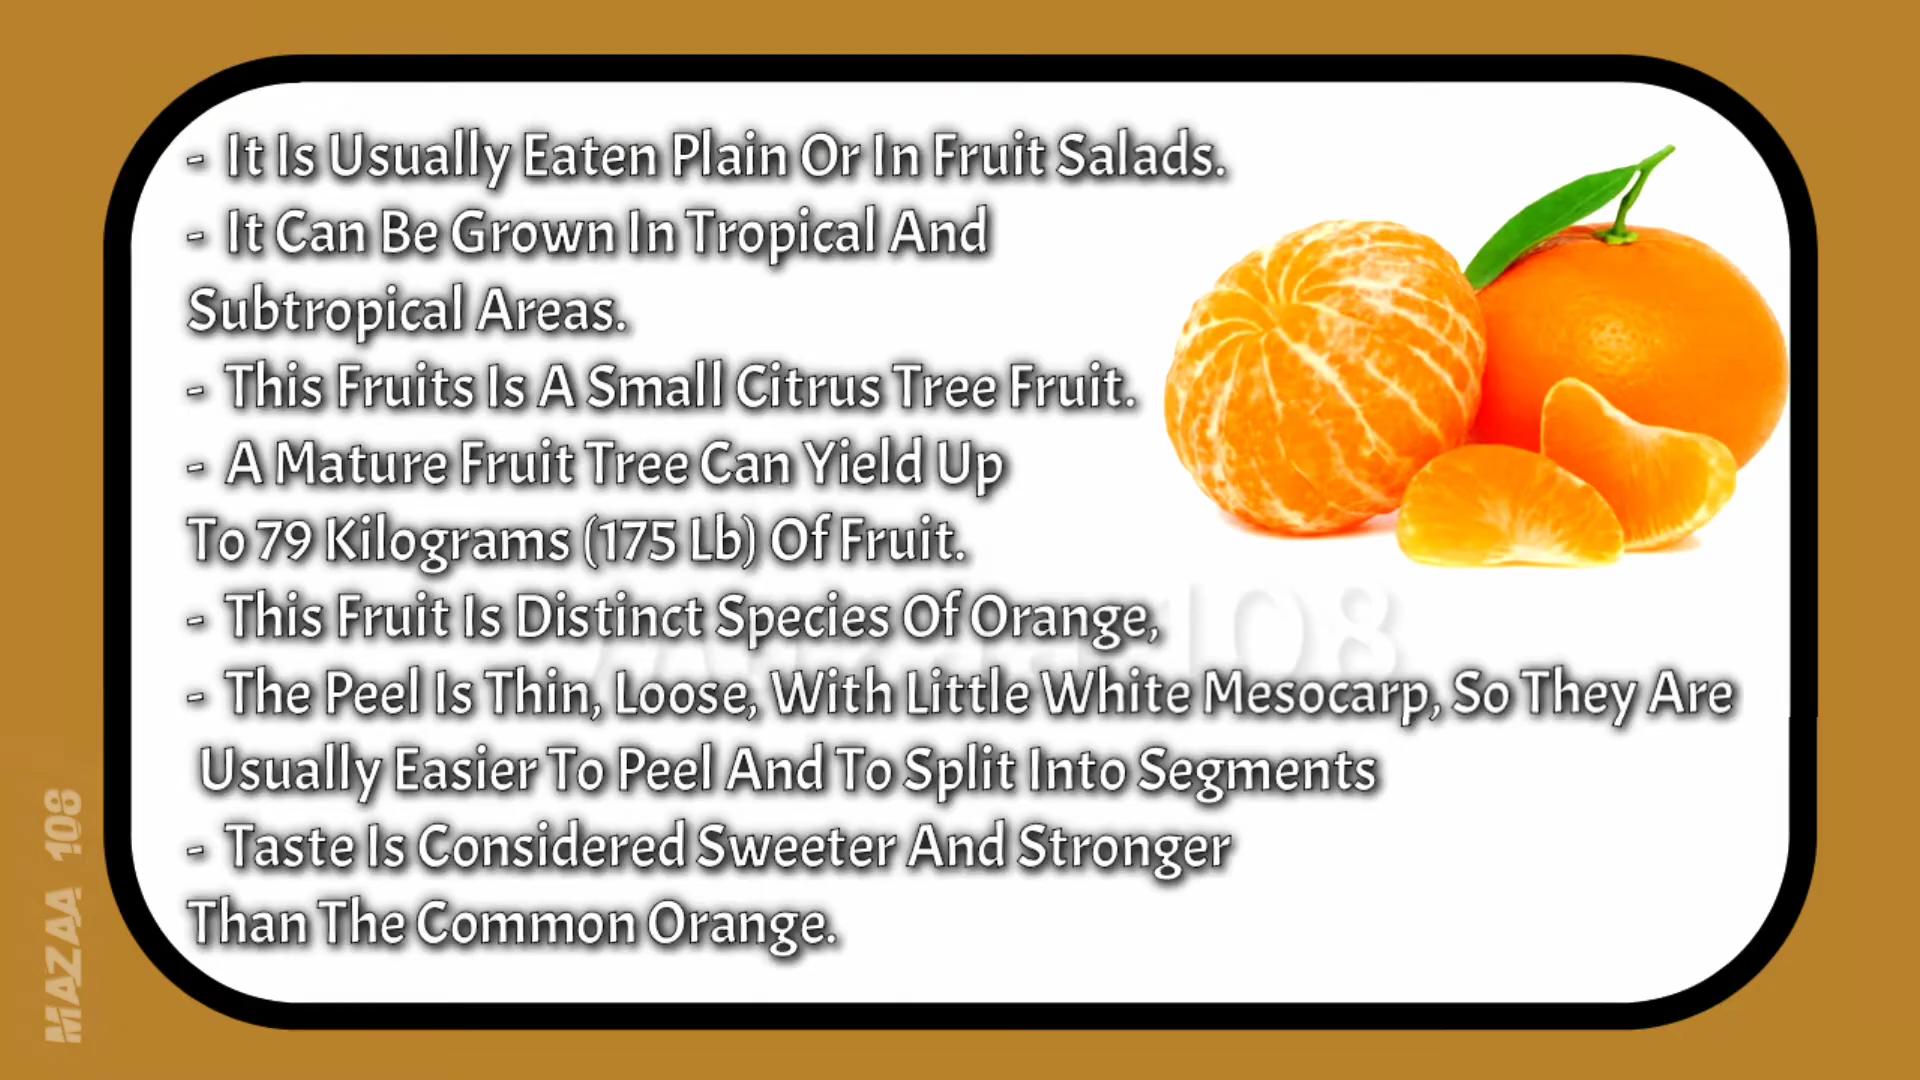 - It Is Usually Eaten Plain Or In Fruit Salads.
- It Can Be Grown In Tropical And
Subtropical Areas.
- This Fruits Is A Small Citrus Tree Fruit.
- A Mature Fruit Tree Can Yield Up
To 79 Kilograms (175 Lb) Of Fruit.
- This Fruit Is Distinct Species Of Orange,
- The Peel Is Thin, Loose, With Little White Mesocarp, So They Are
Usually Easier To Peel And To Split Into Segments
- Taste Is Considered Sweeter And Stronger
Than The Common Orange.
MAZAA 108
Mazaa 108